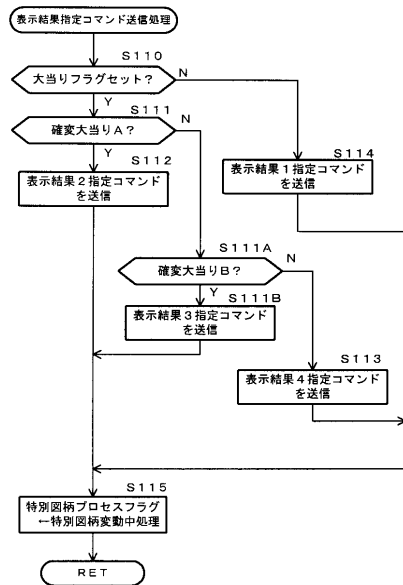 表示結果指定コマンド送信処理
S110
大当りフラグセット？
N
Y
S111
確変大当りA？
N
Y
S112
表示結果2指定コマンド
を送信
S114
表示結果1指定コマンド
を送信
S111A
確変大当りB？
N
Y
S111B
表示結果3指定コマンド
を送信
S113
表示結果4指定コマンド
を送信
S115
特別図柄プロセスフラグ
←特別図柄変動中処理
RET